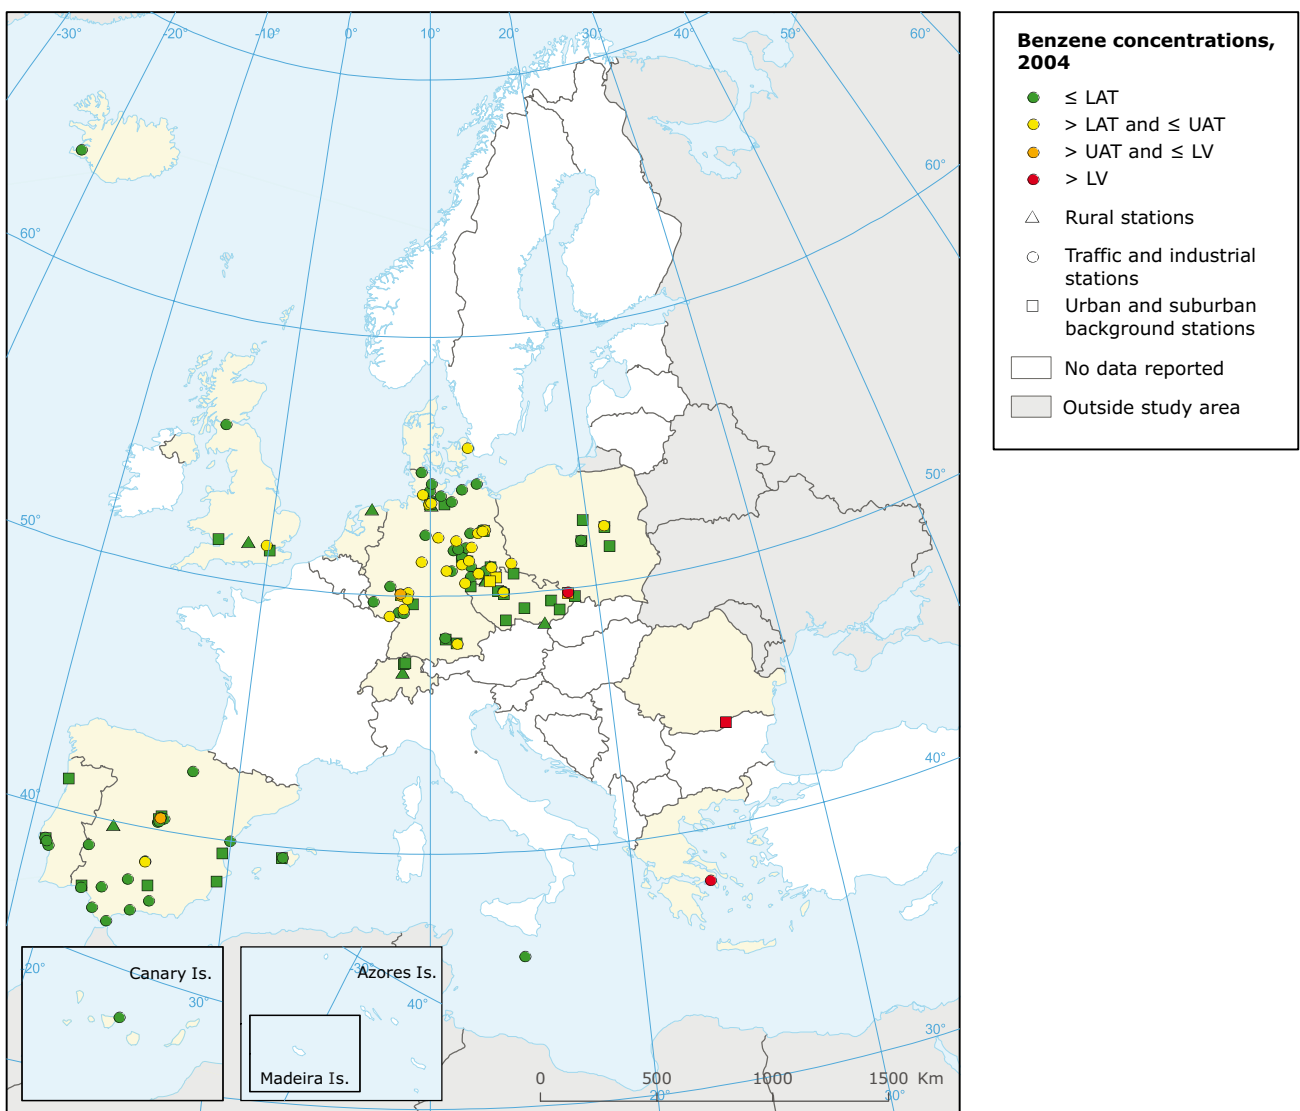 -30°
-20°
-10°
0°
10°
20°
30°
40°
50°
60°
60°
60°
50°
50°
40°
40°
30°
20°
30°
-20°
Canary Is.
30°
-30°
Azores Is.
40°
Madeira Is.
0
500
1000
1500 Km
Benzene concentrations,
2004
≤ LAT
> LAT and ≤ UAT
> UAT and ≤ LV
> LV
Rural stations
Traffic and industrial
stations
Urban and suburban
background stations
No data reported
Outside study area